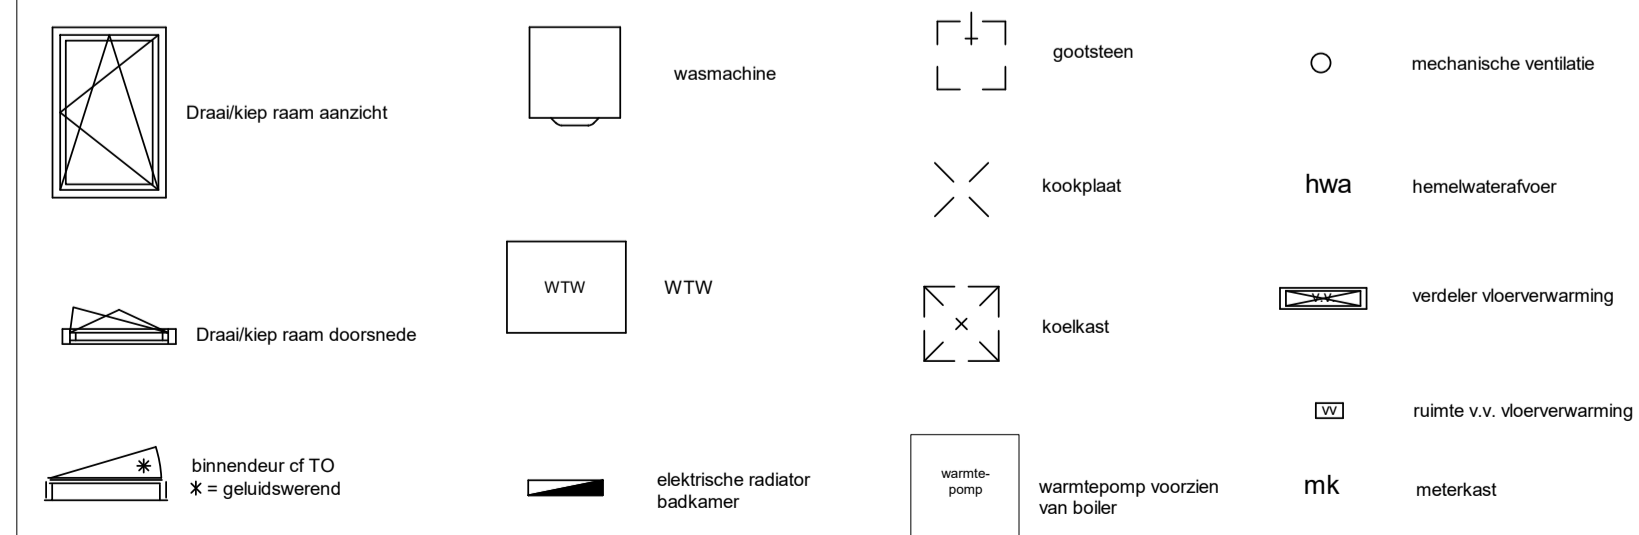 Draai/kiep raam aanzicht
Draai/kiep raam doorsnede
binnendeur cf TO
* = geluidswerend
wasmachine
WTW
WTW
elektrische radiator
badkamer
gootsteen
kookplaat
koelkast
warmte-
pomp
warmtepomp voorzien
van boiler
mechanische ventilatie
hwa
hemelwaterafvoer
v.v.
verdeler vloerverwarming
vv
ruimte v.v. vloerverwarming
mk
meterkast